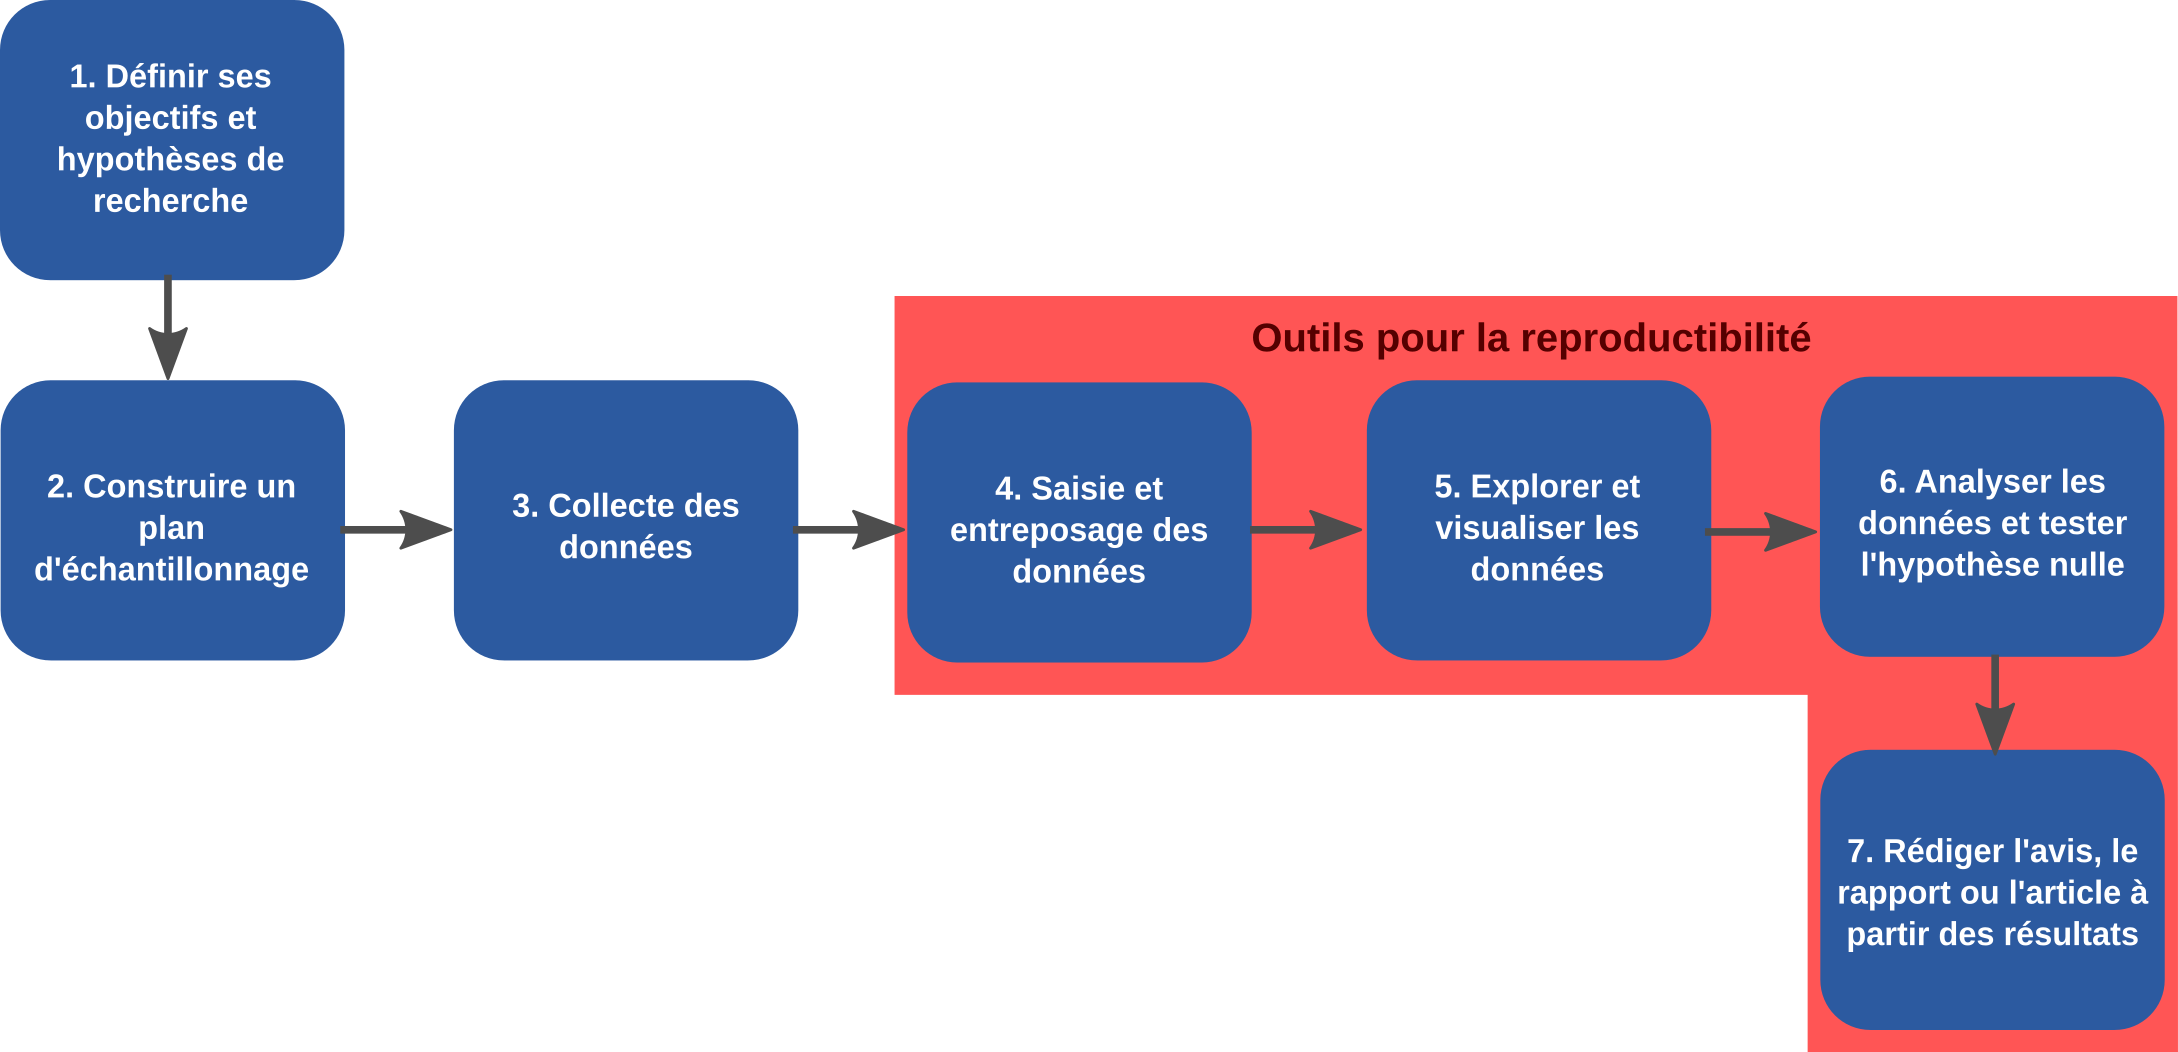 1. Définir ses
objectifs et
hypothèses de
recherche
2. Construire un
plan
d'échantillonnage
3. Collecte des
données
Outils pour la reproductibilité
4. Saisie et
entreposage des
données
5. Explorer et
visualiser les
données
6. Analyser les
données et tester
l'hypothèse nulle
7. Rédiger l'avis, le
rapport ou l'article à
partir des résultats